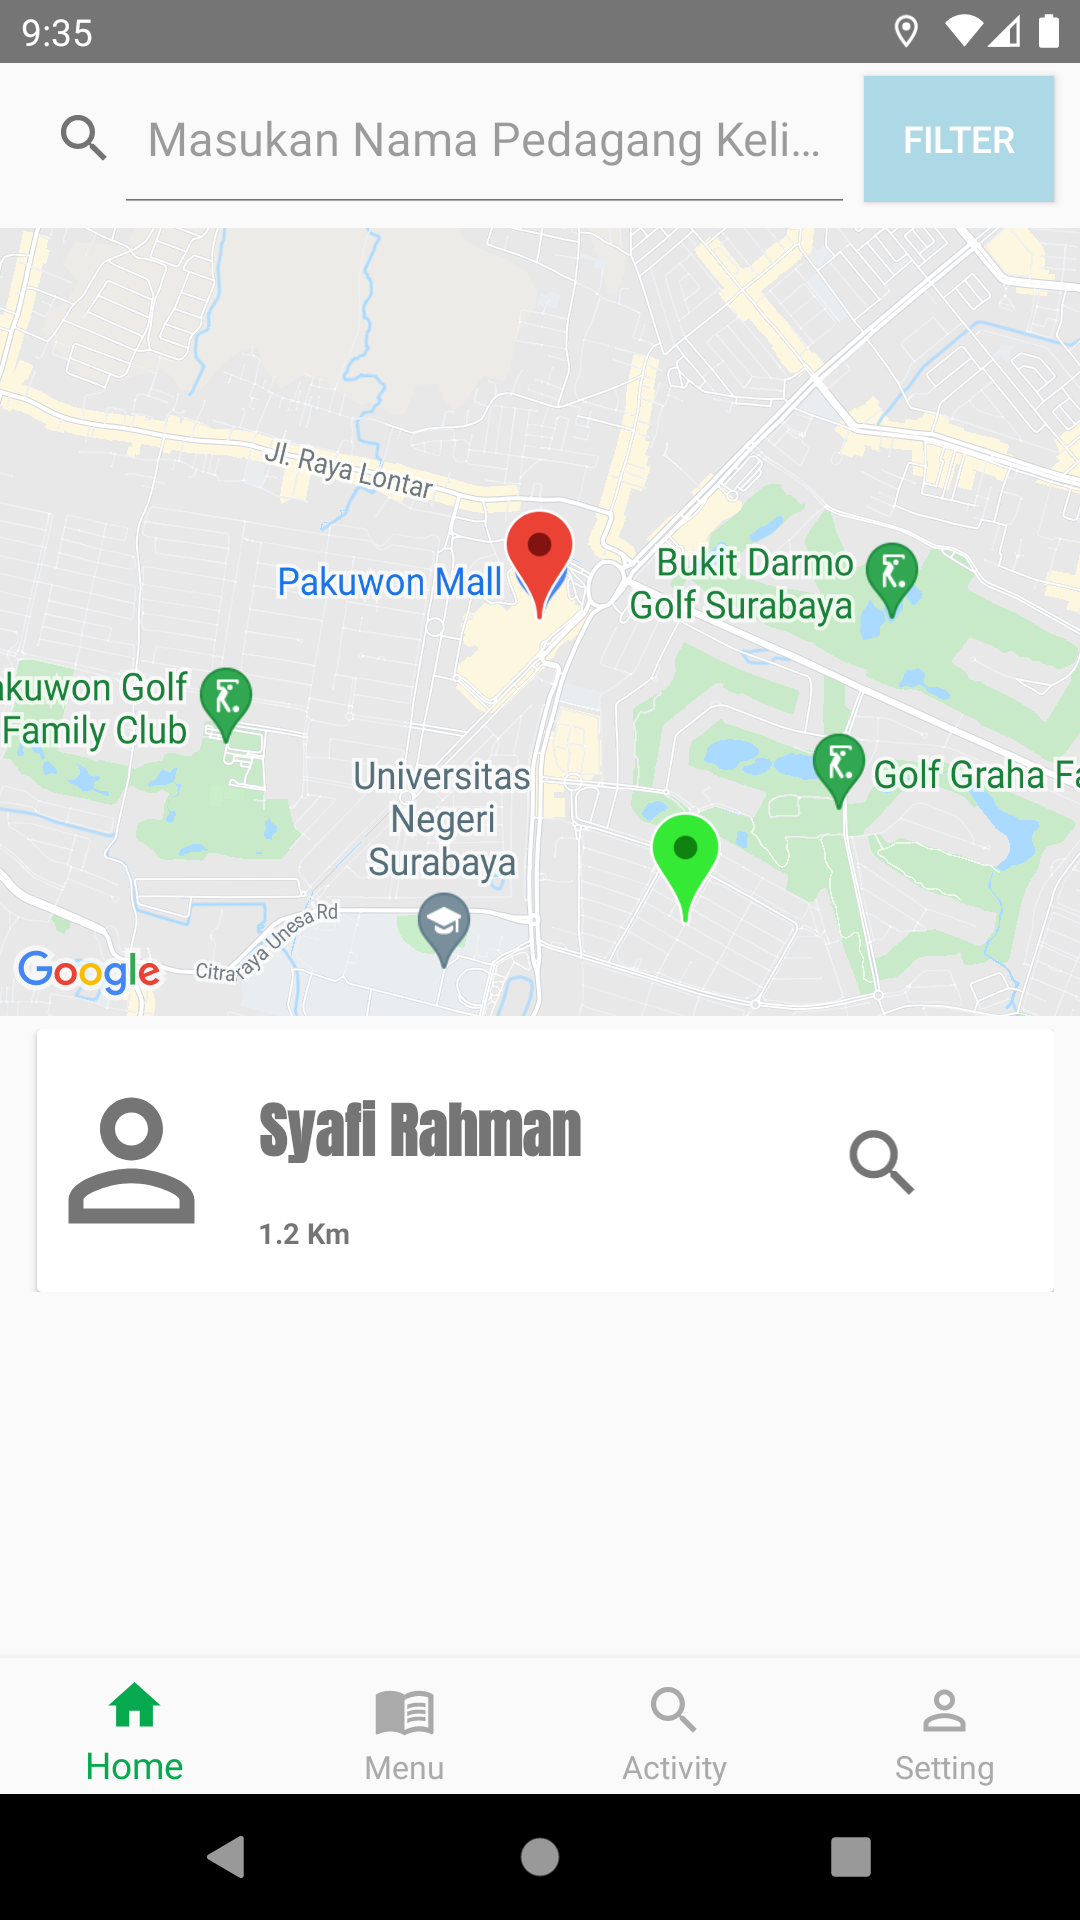 9:35
Masukan Nama Pedagang Keli...
FILTER
Jl. Raya Lontar
Pakuwon Mall
Bukit Darmo
Golf Surabaya
akuwon Golf
Family Club
Universitas
Negeri
Surabaya
Golf Graha Fa
Citraraya Unesa Rd
Google
Syafi Rahman
1.2 Km
Home
Menu
Activity
Setting